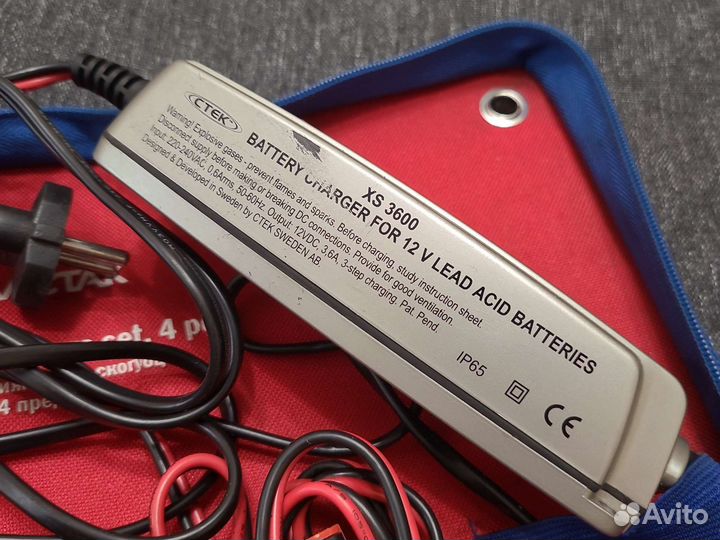 CTEK
XS 3600
BATTERY CHARGER FOR 12 V LEAD ACID BATTERIES
Warning! Explosive gases - prevent flames and sparks. Before charging, study instruction sheet.
Disconnect supply before making or breaking DC connections. Provide for good ventilation.
Input: 220-240VAC, 0.6Arms, 50-60Hz. Output: 12VDC, 3.6A, 3-step charging. Pat. Pend.
Designed & Developed in Sweden by CTEK SWEDEN AB.
IP65
CE
set, 4
4 пре
Avito